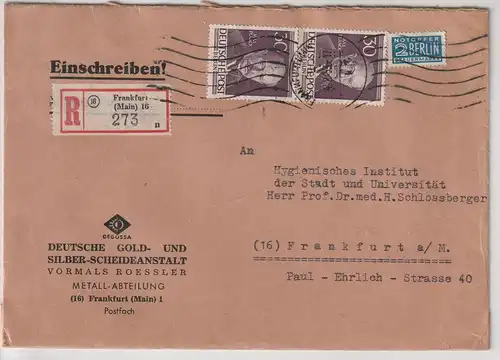 30
30
DEUTSCHE POST
DEUTSCHE POST
NOTOPFER
2 BERLIN
STEUERMARKE
Einschreiben!
R
16
Frankfurt
(Main) 16
273
n
An
Hygienisches Institut
der Stadt und Universität
Herr Prof.Dr.med.H.Schlossberger
(16) Frankfurt a/M.
Paul - Ehrlich - Strasse 40
DEGUSSA
DEUTSCHE GOLD- UND
SILBER-SCHEIDEANSTALT
VORMALS ROESSLER
METALL-ABTEILUNG
(16) Frankfurt (Main) 1
Postfach